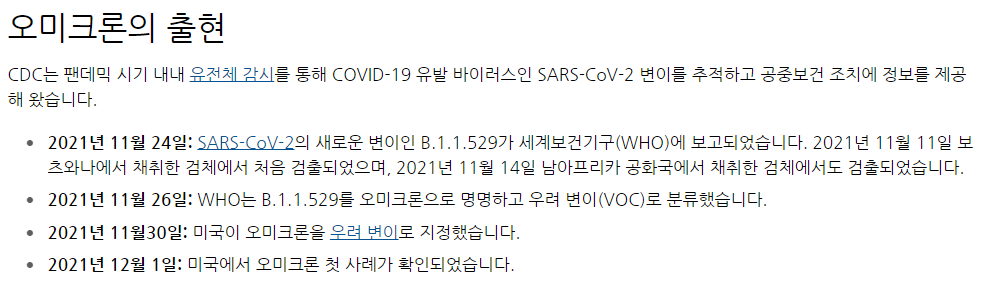 오미크론의 출현
CDC는 팬데믹 시기 내내 유전체 감시를 통해 COVID-19 유발 바이러스인 SARS-CoV-2 변이를 추적하고 공중보건 조치에 정보를 제공
해 왔습니다.
• 2021년 11월 24일: SARS-CoV-2의 새로운 변이인 B.1.1.529가 세계보건기구(WHO)에 보고되었습니다. 2021년 11월 11일 보
츠와나에서 채취한 검체에서 처음 검출되었으며, 2021년 11월 14일 남아프리카 공화국에서 채취한 검체에서도 검출되었습니다.
• 2021년 11월 26일: WHO는 B.1.1.529를 오미크론으로 명명하고 우려 변이(VOC)로 분류했습니다.
• 2021년 11월30일: 미국이 오미크론을 우려 변이로 지정했습니다.
• 2021년 12월 1일: 미국에서 오미크론 첫 사례가 확인되었습니다.